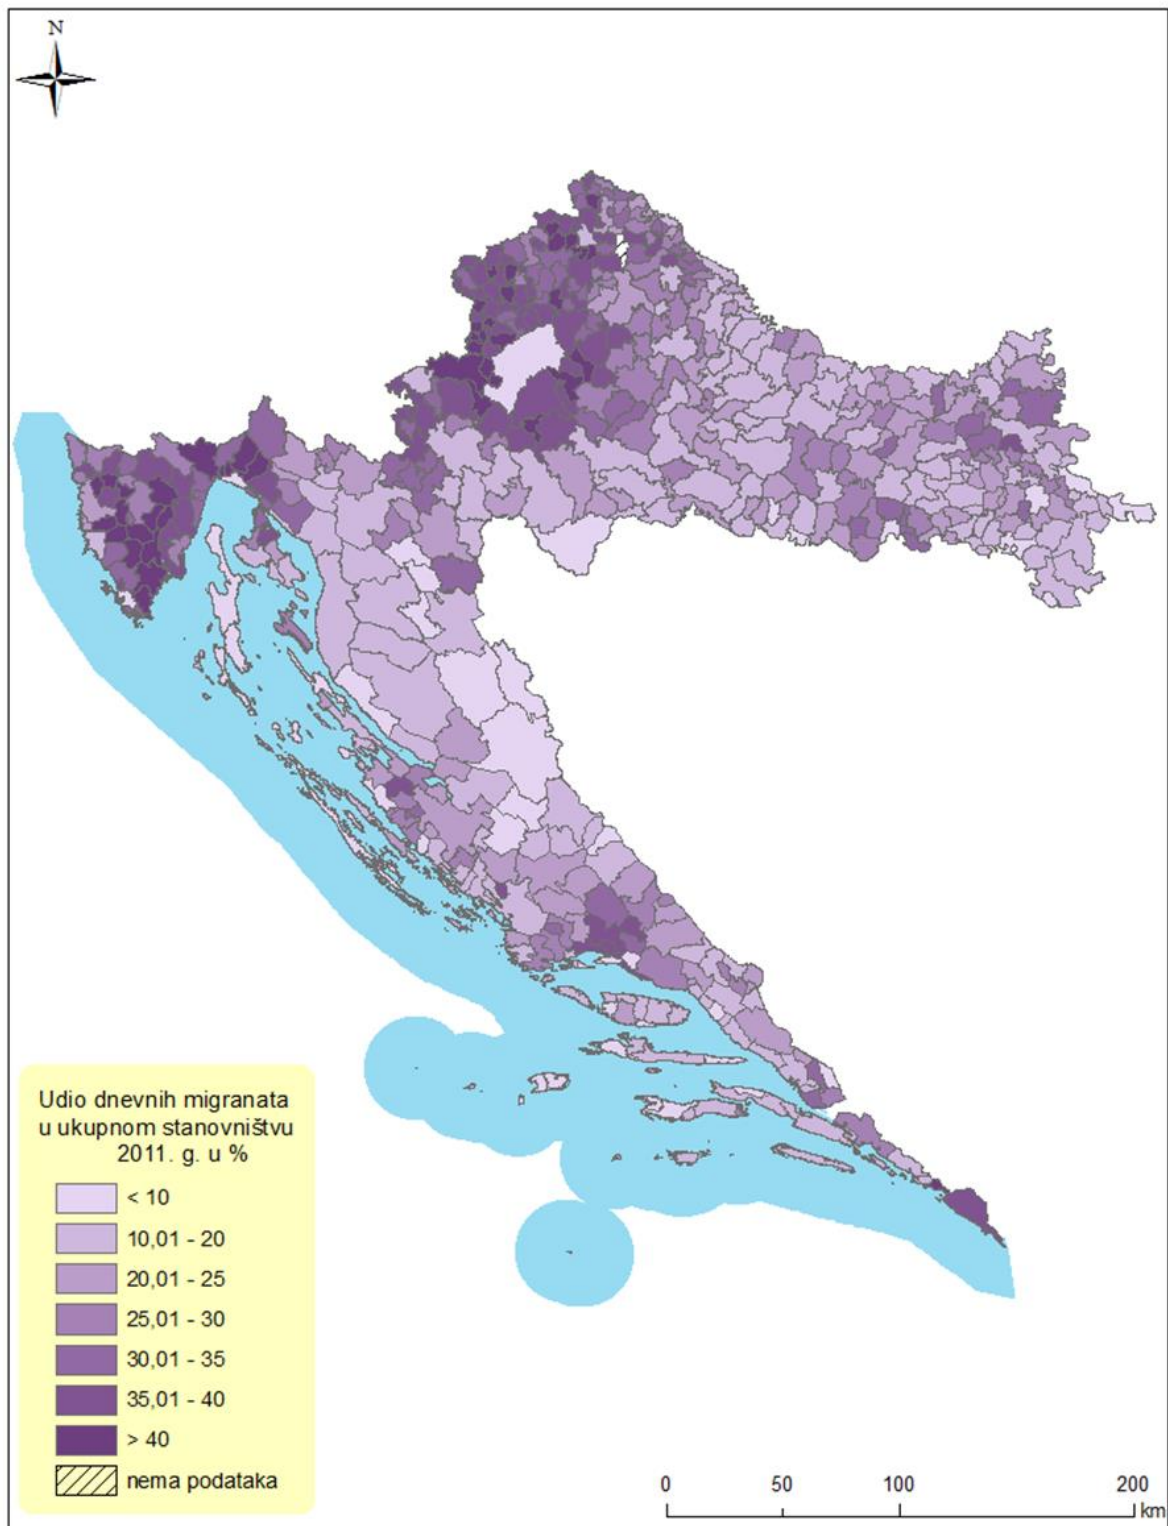 N
Udio dnevnih migranata
u ukupnom stanovništvu
2011. g. u %
< 10
10,01 - 20
20,01 - 25
25,01 - 30
30,01 - 35
35,01 - 40
> 40
nema podataka
0 50 100 200
km